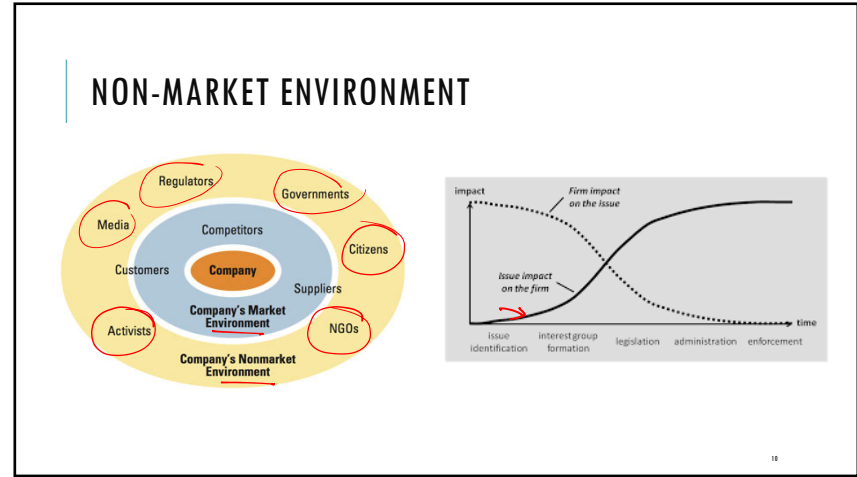 NON-MARKET ENVIRONMENT
Regulators
Governments
Media
Competitors
Citizens
Customers
Company
Suppliers
Company's Market
Environment
Activists
NGOs
Company's Nonmarket
Environment
impact
Firm impact
on the issue
Issue impact
on the firm
time
issue
identification
interest group
formation
legislation
administration
enforcement
10